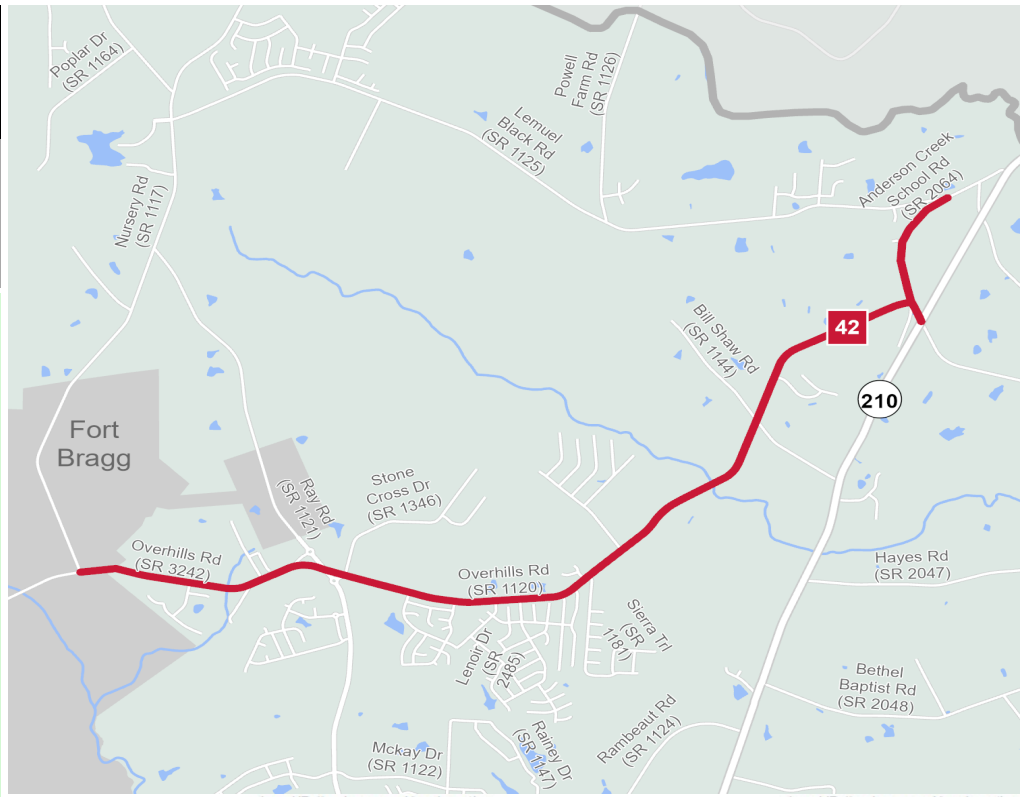 Poplar Dr
(SR 1164)
Powell
Farm Rd
(SR 1126)
Lemuel
Black Rd
(SR 1125)
Anderson Creek
School Rd
(SR 2064)
Nursery Rd
(SR 1117)
42
Bill Shaw Rd
(SR 1144)
210
Fort
Bragg
Stone
Cross Dr
(SR 1346)
Ray Rd
(SR 1121)
Overhills Rd
(SR 3242)
Overhills Rd
(SR 1120)
Hayes Rd
(SR 2047)
Sierra Trl
(SR
1181)
Lenoir Dr
(SR
2485)
Bethel
Baptist Rd
(SR 2048)
Rambeaut Rd
(SR 1124)
Rainey Dr
(SR 1147)
Mckay Dr
(SR 1122)